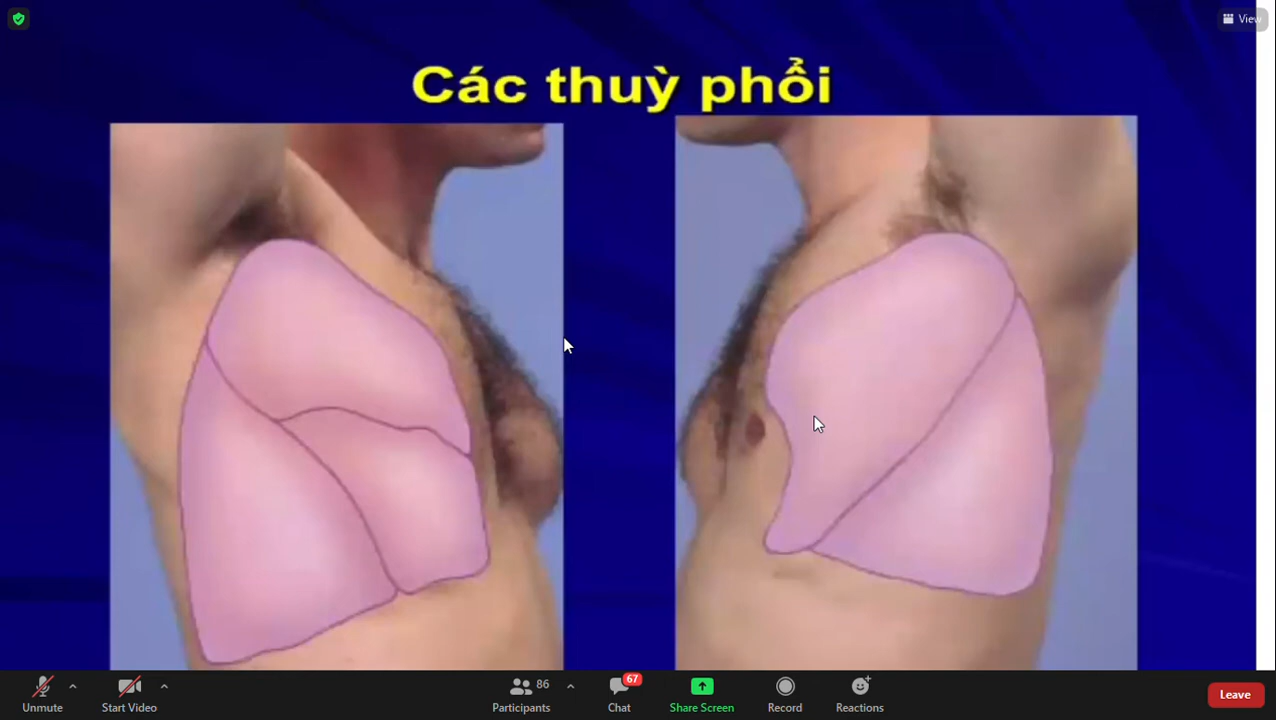 View
Các thuỳ phổi
86
67
Unmute
Start Video
Participants
Chat
Share Screen
Record
Reactions
Leave